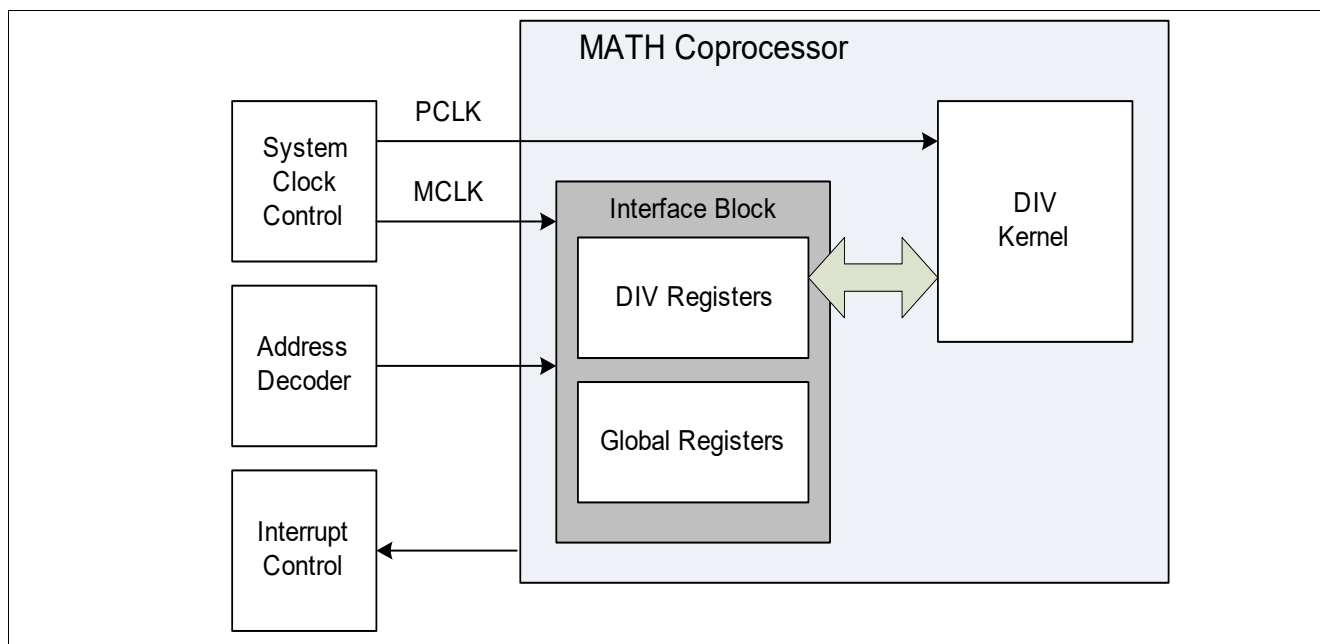 MATH Coprocessor
PCLK
System
Clock
Control
MCLK
Interface Block
DIV
Kernel
DIV Registers
Address
Decoder
Global Registers
Interrupt
Control